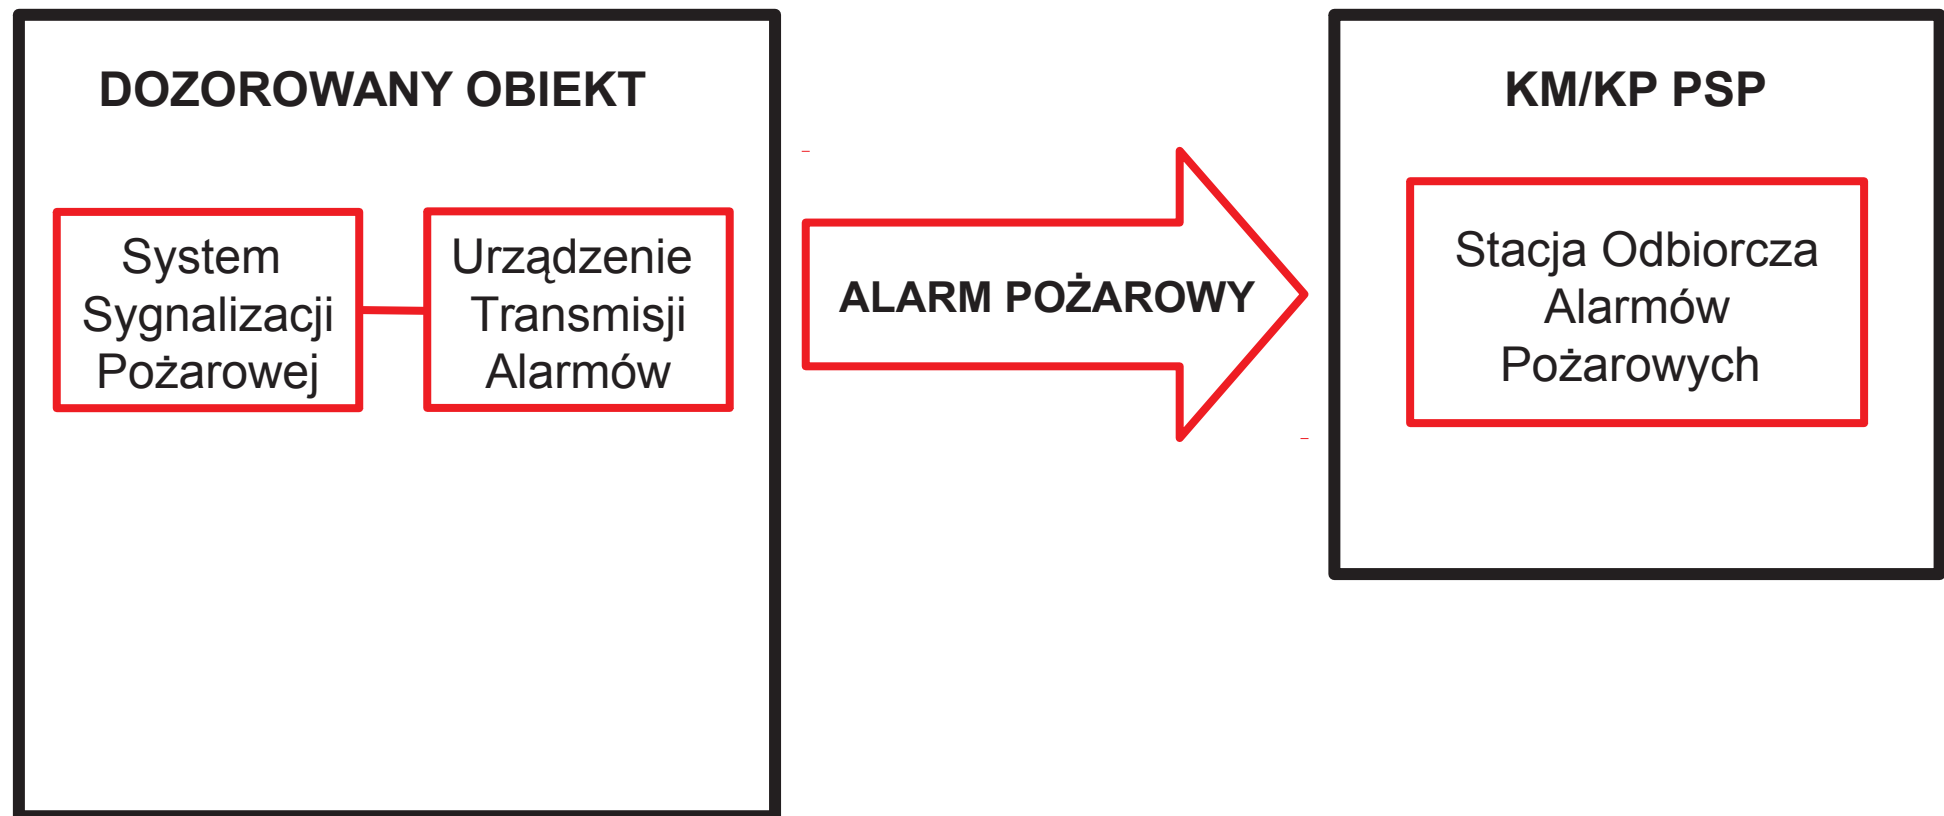 DOZOROWANY OBIEKT
System
Sygnalizacji
Pożarowej
Urządzenie
Transmisji
Alarmów
ALARM POŻAROWY
KM/KP PSP
Stacja Odbiorcza
Alarmów
Pożarowych